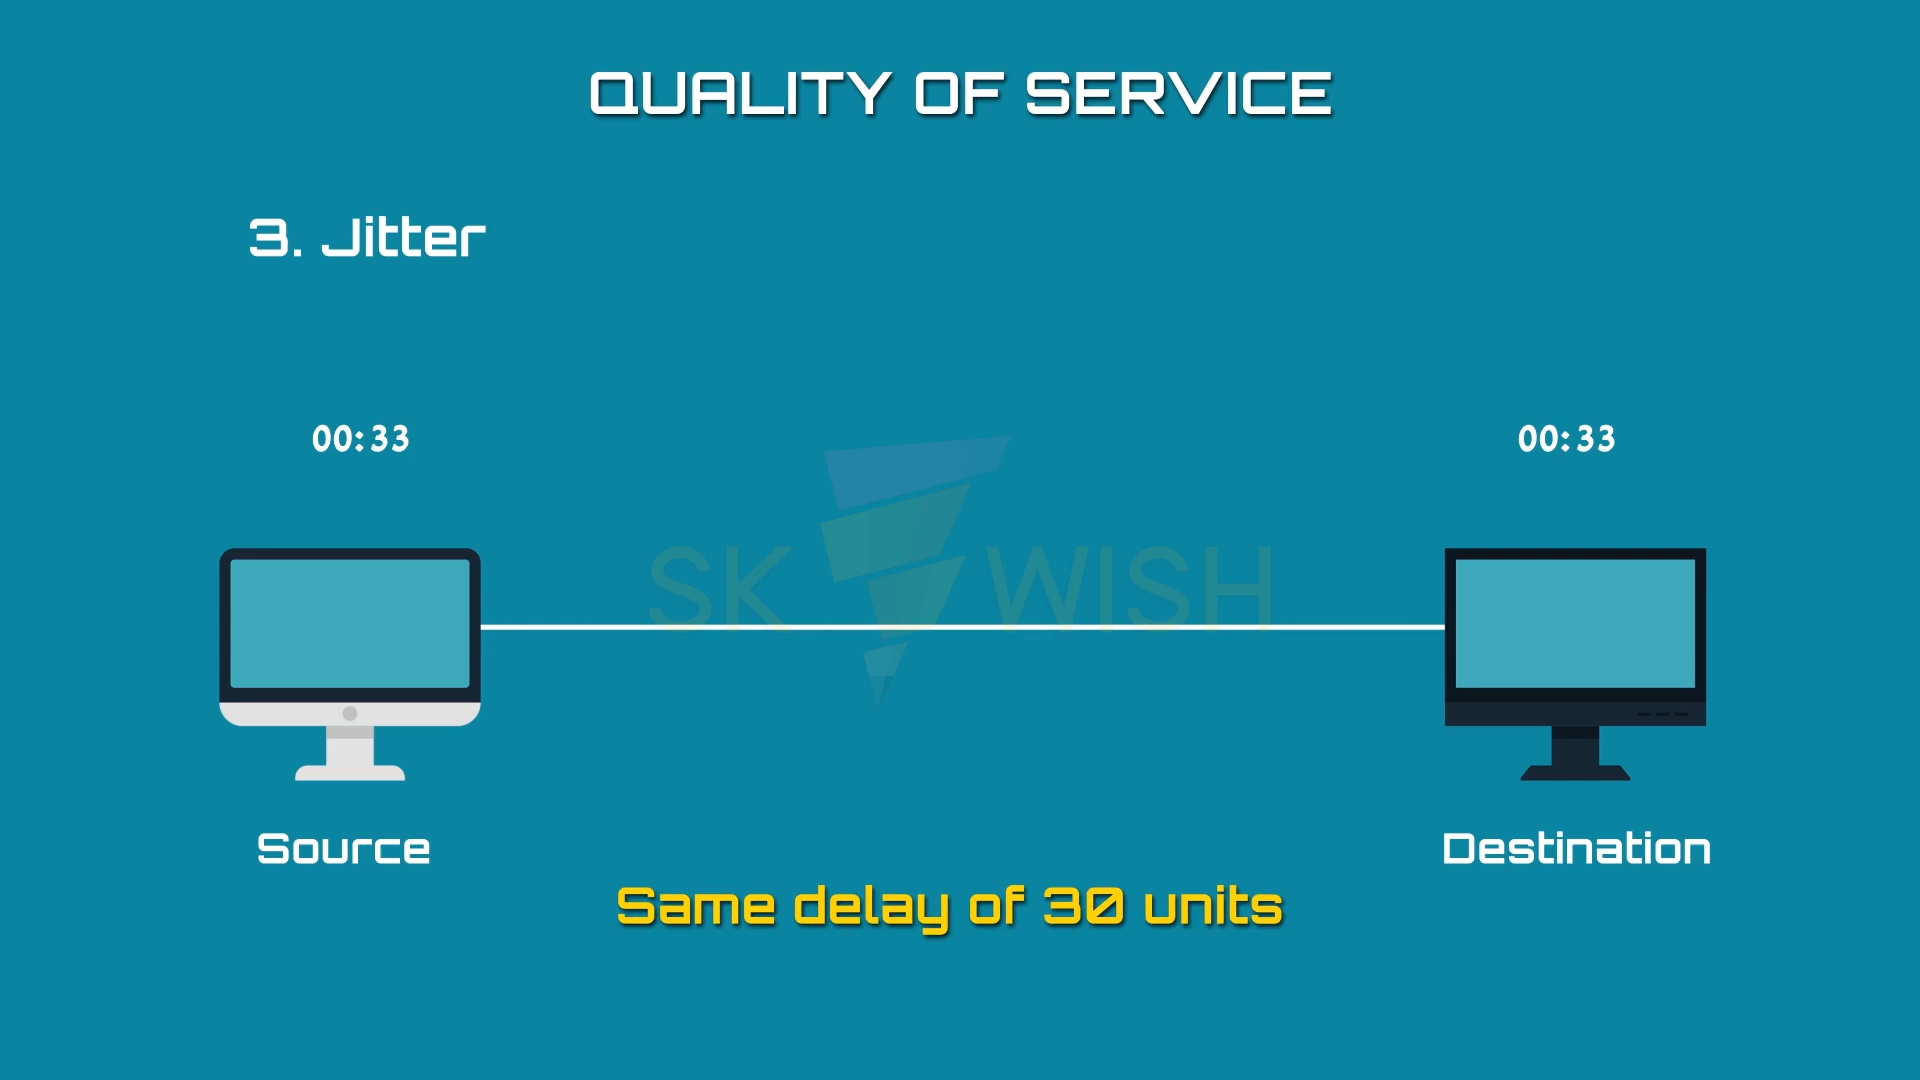 QUALITY OF SERVICE
3. Jitter
00:33
00:33
SK WISH
Source
Destination
Same delay of 30 units